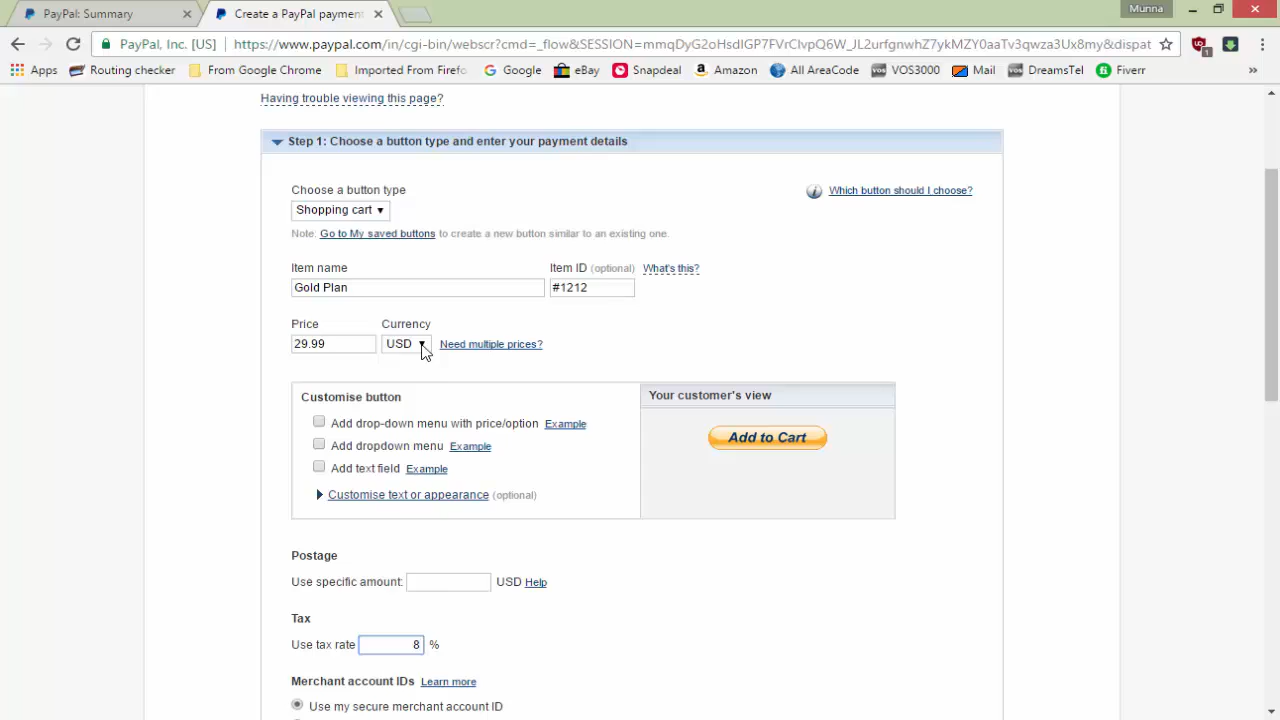 PayPal: Summary
Create a PayPal payment
Munna
PayPal, Inc. [US]
https://www.paypal.com/in/cgi-bin/webscr?cmd=_flow&SESSION=mmqDyG2oHsdIGP7FVrCIvpQ6W_JL2urfgnwhZ7ykMZY0aaTv3qwza3Ux8my&dispat
1
Apps
Routing checker
From Google Chrome
Imported From Firefo
Google
eBay
Snapdeal
Amazon
All AreaCode
VOS3000
Mail
DreamsTel
Fiverr
»
Having trouble viewing this page?
Step 1: Choose a button type and enter your payment details
Choose a button type
Which button should I choose?
Shopping cart
Note: Go to My saved buttons to create a new button similar to an existing one.
Item name
Item ID (optional) What's this?
Gold Plan
#1212
Price
Currency
29.99
USD
Need multiple prices?
Customise button
Your customer's view
Add drop-down menu with price/option Example
Add to Cart
Add dropdown menu Example
Add text field Example
Customise text or appearance (optional)
Postage
Use specific amount: USD Help
Tax
Use tax rate 8 %
Merchant account IDs Learn more
Use my secure merchant account ID